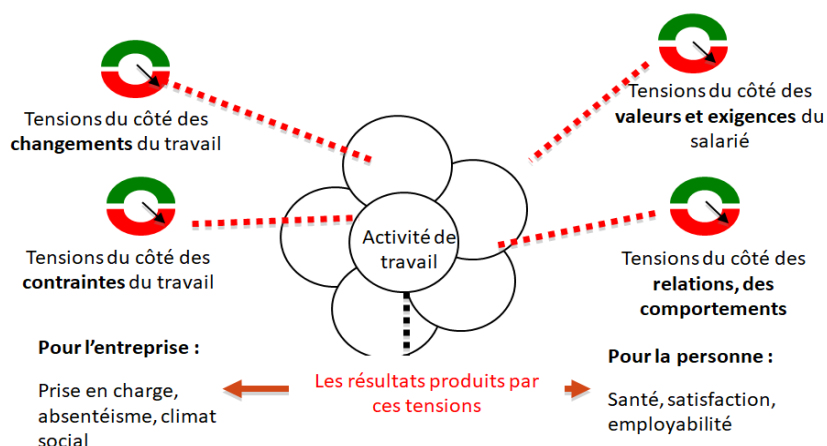 Tensions du côté des
changements du travail
Tensions du côté des
valeurs et exigences du
salarié
Tensions du côté des
contraintes du travail
Activité de
travail
Tensions du côté des
relations, des
comportements
Pour l'entreprise :
Prise en charge,
absentéisme, climat
social
Les résultats produits par
ces tensions
Pour la personne :
Santé, satisfaction,
employabilité